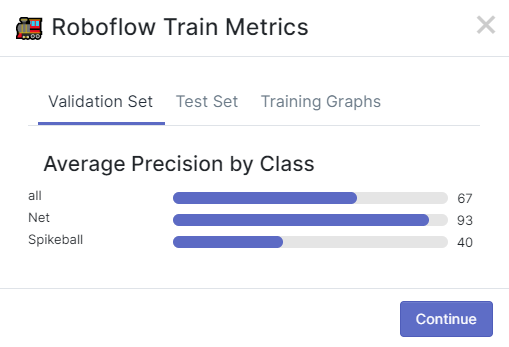 Roboflow Train Metrics
Validation Set Test Set Training Graphs
Average Precision by Class
all 67
Net 93
Spikeball 40
Continue